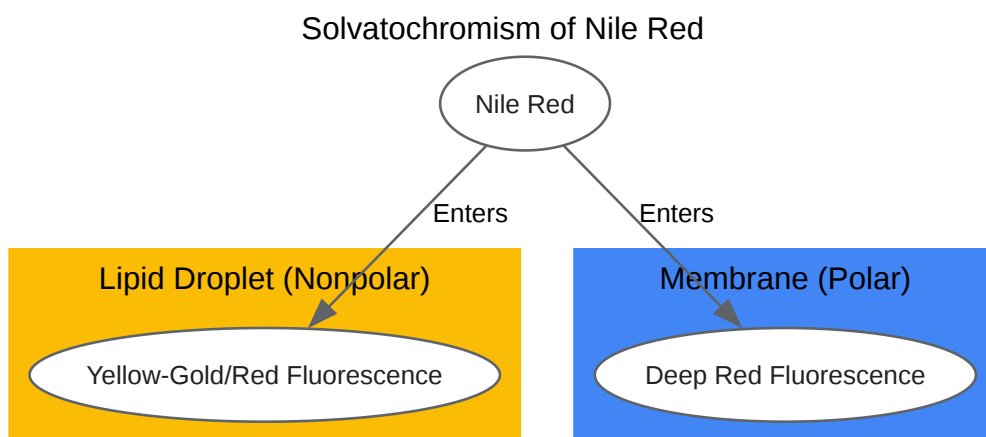 Solvatochromism of Nile Red
Nile Red
Enters
Enters
Lipid Droplet (Nonpolar)
Membrane (Polar)
Yellow-Gold/Red Fluorescence
Deep Red Fluorescence